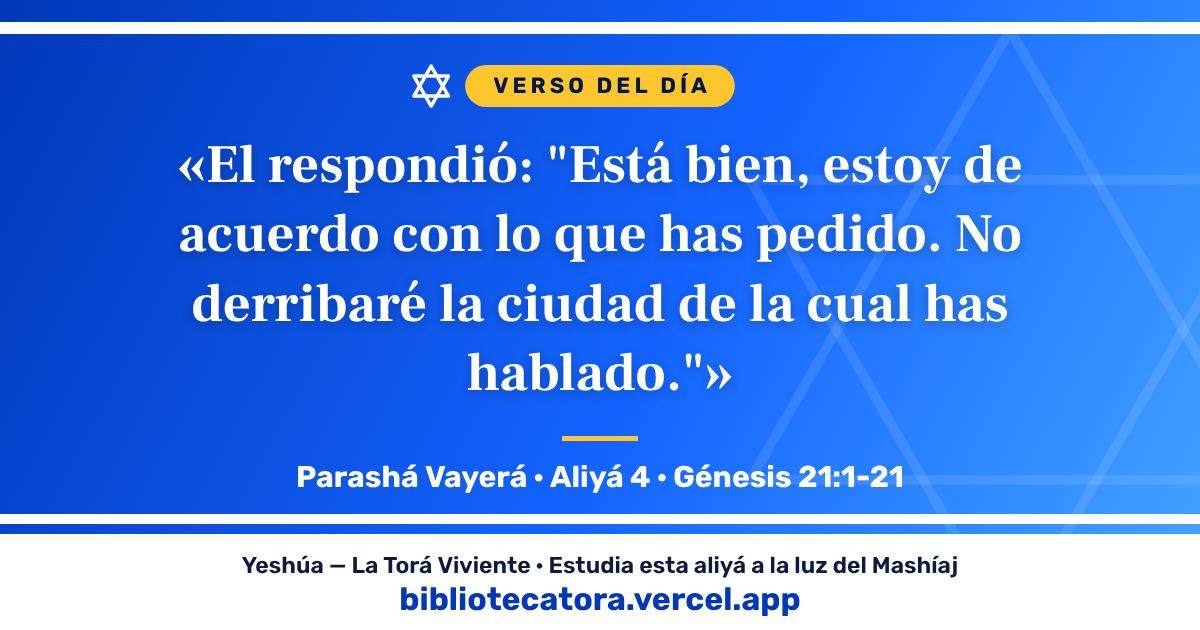 VERSO DEL DÍA
«El respondió: "Está bien, estoy de
acuerdo con lo que has pedido. No
derribaré la ciudad de la cual has
hablado."»
Parashá Vayerá • Aliyá 4 • Génesis 21:1-21
Yeshúa — La Torá Viviente • Estudia esta aliyá a la luz del Mashíaj
bibliotecatora.vercel.app